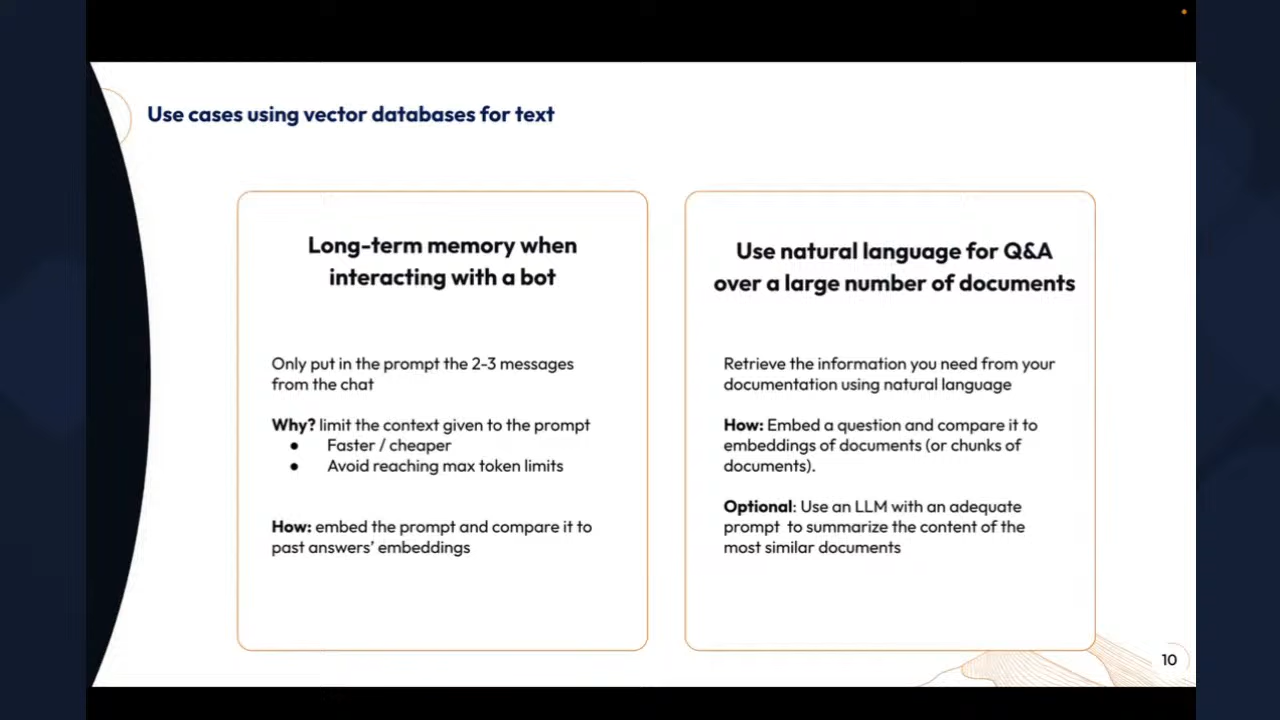 Use cases using vector databases for text
Long-term memory when
interacting with a bot
Only put in the prompt the 2-3 messages
from the chat
Why? limit the context given to the prompt
● Faster / cheaper
● Avoid reaching max token limits
How: embed the prompt and compare it to
past answers’ embeddings
Use natural language for Q&A
over a large number of documents
Retrieve the information you need from your
documentation using natural language
How: Embed a question and compare it to
embeddings of documents (or chunks of
documents).
Optional: Use an LLM with an adequate
prompt to summarize the content of the
most similar documents
10